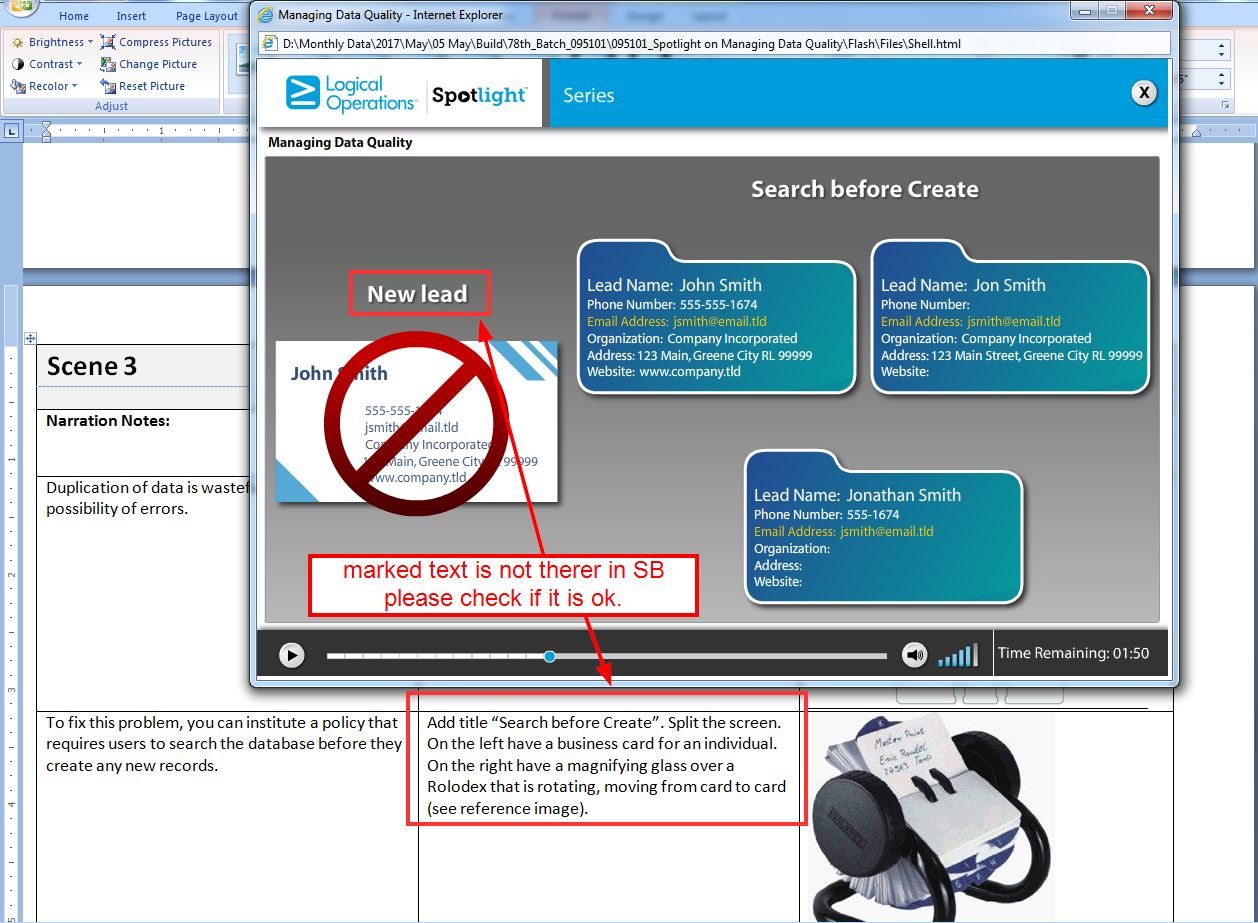 Home Insert Page Layout
Managing Data Quality - Internet Explorer
Brightness Compress Pictures
D:\Monthly Data\2017\May\05 May\Build\78th_Batch_095101\095101_Spotlight on Managing Data Quality\Flash\Files\Shell.html
Contrast Change Picture
Recolor Reset Picture
Adjust
Logical
Operations
Spotlight
Series
X
Managing Data Quality
Search before Create
New lead
John Smith
jsmith@email.tld
Company Incorporated
www.company.tld
Lead Name: John Smith
Phone Number: 555-555-1674
Email Address: jsmith@email.tld
Organization: Company Incorporated
Address: 123 Main, Greene City RL 99999
Website: www.company.tld
Lead Name: Jon Smith
Phone Number:
Email Address: jsmith@email.tld
Organization: Company Incorporated
Address: 123 Main Street, Greene City RL 99999
Website:
Lead Name: Jonathan Smith
Phone Number: 555-1674
Email Address: jsmith@email.tld
Organization:
Address:
Website:
marked text is not therer in SB
please check if it is ok.
Time Remaining: 01:50
Scene 3
Narration Notes:
Duplication of data is
possibility of errors.
To fix this problem, you can institute a policy that
requires users to search the database before they
create any new records.
Add title “Search before Create”. Split the screen.
On the left have a business card for an individual.
On the right have a magnifying glass over a
Rolodex that is rotating, moving from card to card
(see reference image).